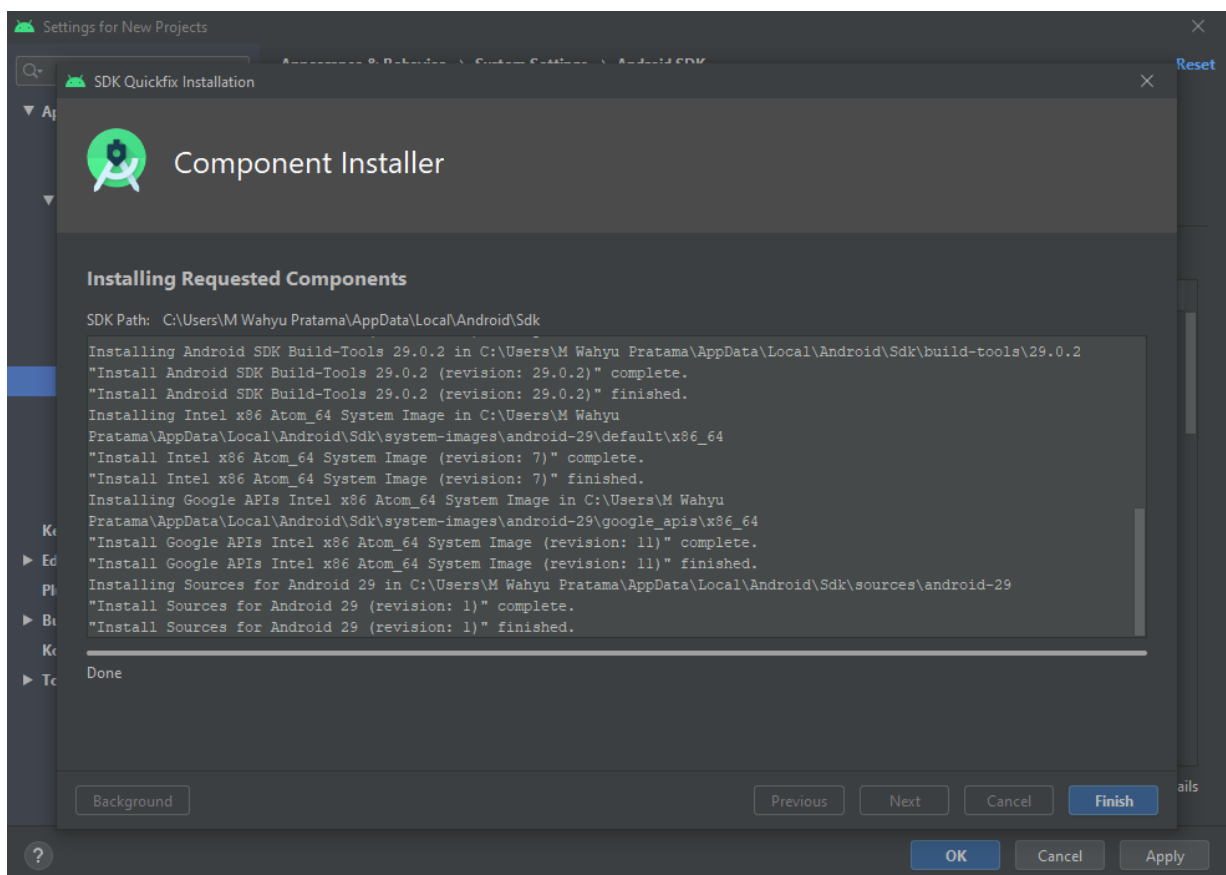 Settings for New Projects
Appearance & Behavior › System Settings › Android SDK
Reset
SDK Quickfix Installation
Component Installer
Installing Requested Components
SDK Path: C:\Users\M Wahyu Pratama\AppData\Local\Android\Sdk
Installing Android SDK Build-Tools 29.0.2 in C:\Users\M Wahyu Pratama\AppData\Local\Android\Sdk\build-tools\29.0.2
"Install Android SDK Build-Tools 29.0.2 (revision: 29.0.2)" complete.
"Install Android SDK Build-Tools 29.0.2 (revision: 29.0.2)" finished.
Installing Intel x86 Atom_64 System Image in C:\Users\M Wahyu
Pratama\AppData\Local\Android\Sdk\system-images\android-29\default\x86_64
"Install Intel x86 Atom_64 System Image (revision: 7)" complete.
"Install Intel x86 Atom_64 System Image (revision: 7)" finished.
Installing Google APIs Intel x86 Atom_64 System Image in C:\Users\M Wahyu
Pratama\AppData\Local\Android\Sdk\system-images\android-29\google_apis\x86_64
"Install Google APIs Intel x86 Atom_64 System Image (revision: 11)" complete.
"Install Google APIs Intel x86 Atom_64 System Image (revision: 11)" finished.
Installing Sources for Android 29 in C:\Users\M Wahyu Pratama\AppData\Local\Android\Sdk\sources\android-29
"Install Sources for Android 29 (revision: 1)" complete.
"Install Sources for Android 29 (revision: 1)" finished.
Done
Background
Previous
Next
Cancel
Finish
ails
?
OK
Cancel
Apply